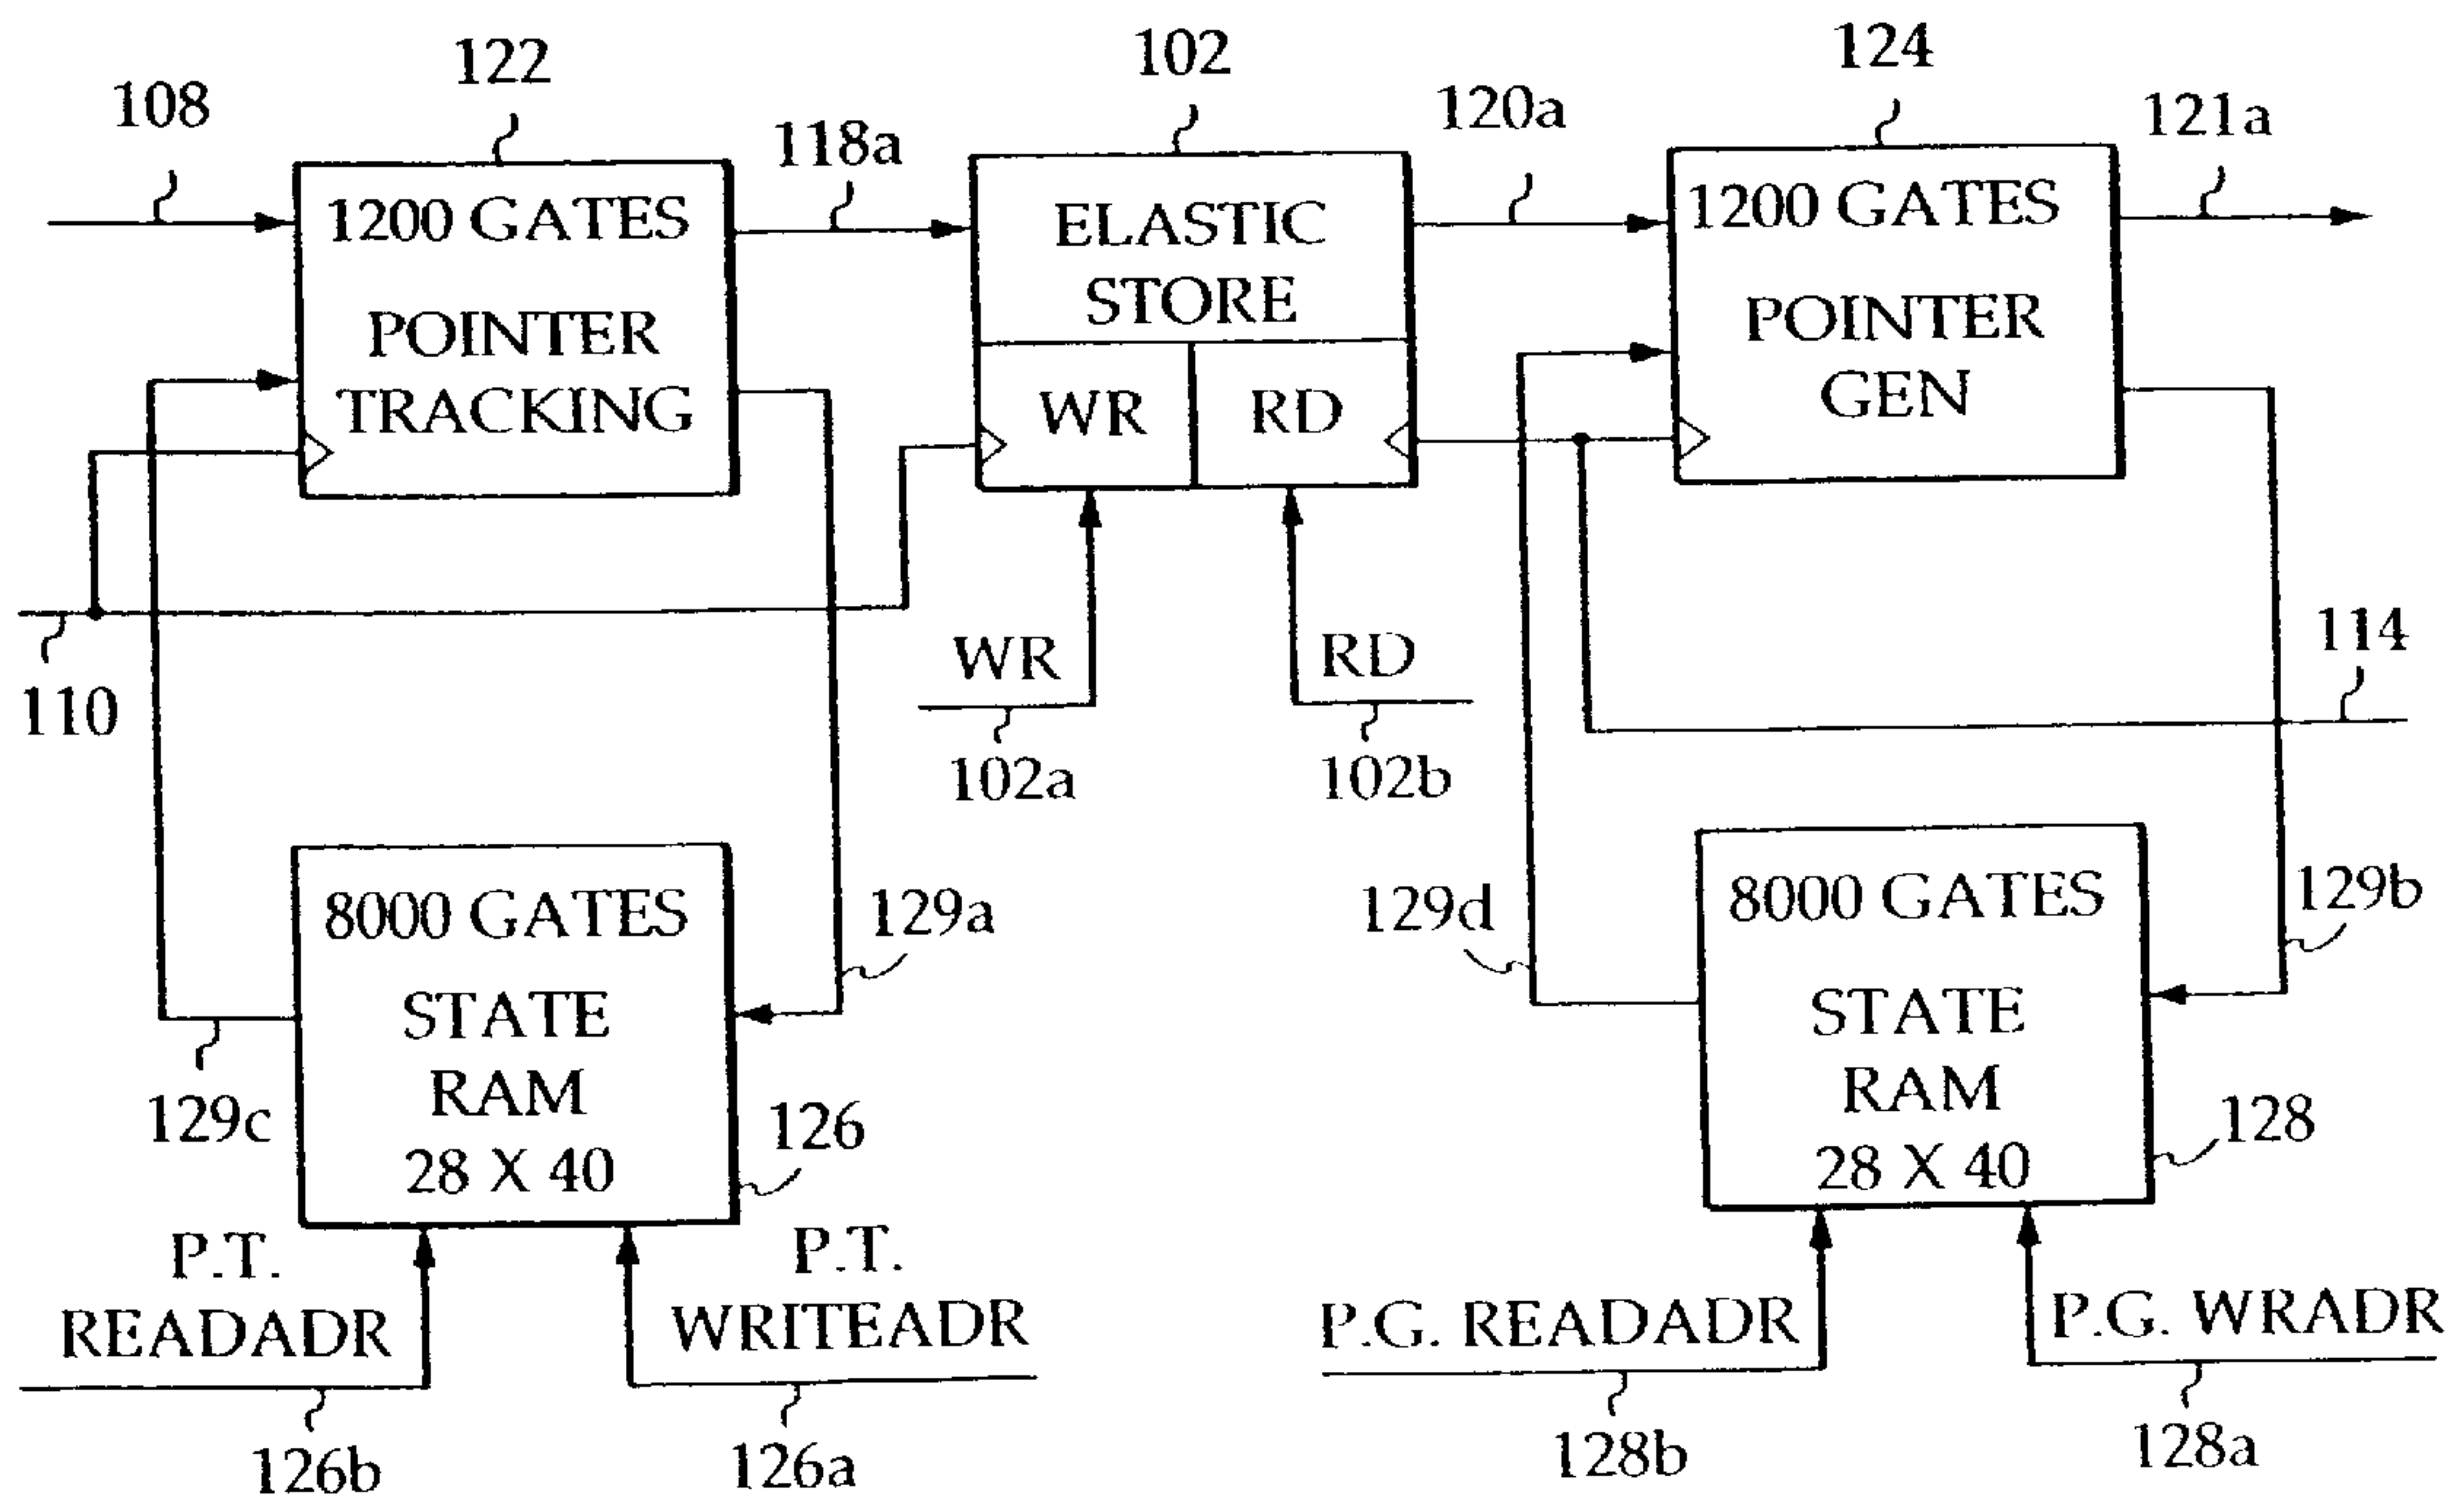 108
122
118a
102
120a
124
121a
1200 GATES
POINTER
TRACKING
ELASTIC
STORE
WR
RD
1200 GATES
POINTER
GEN
110
WR
102a
RD
102b
114
8000 GATES
STATE
RAM
28 X 40
129a
129c
126
129d
8000 GATES
STATE
RAM
28 X 40
129b
128
P.T.
READADR
126b
P.T.
WRITEADR
126a
P.G. READADR
128b
P.G. WRADR
128a